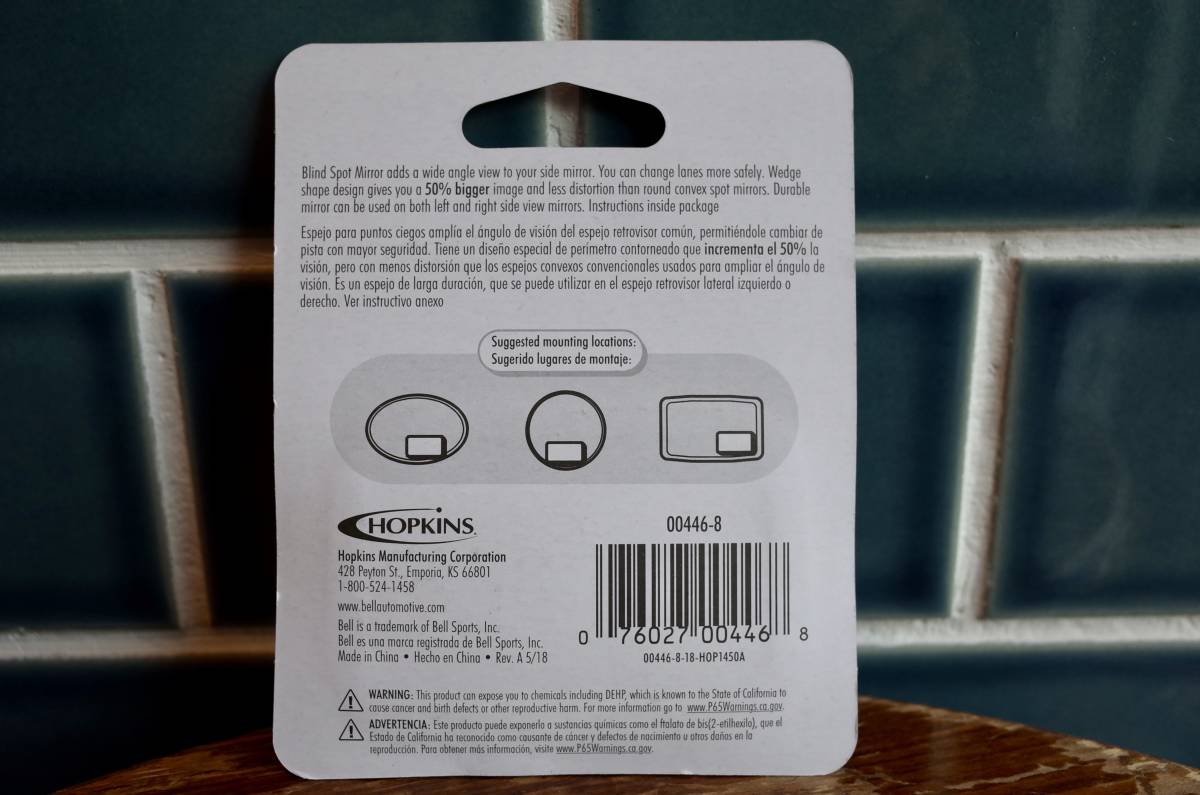 Blind Spot Mirror adds a wide angle view to your side mirror. You can change lanes more safely. Wedge
shape design gives you a 50% bigger image and less distortion than round convex spot mirrors. Durable
mirror can be used on both left and right side view mirrors. Instructions inside package
Espejo para puntos ciegos amplía el ángulo de visión del espejo retrovisor común, permitiéndole cambiar de
pista con mayor seguridad. Tiene un diseño especial de perímetro contorneado que incrementa el 50% la
visión, pero con menos distorsión que los espejos convexos convencionales usados para ampliar el ángulo de
visión. Es un espejo de larga duración, que se puede utilizar en el espejo retrovisor lateral izquierdo o
derecho. Ver instructivo anexo
Suggested mounting locations:
Sugerido lugares de montaje:
HOPKINS
Hopkins Manufacturing Corporation
428 Peyton St., Emporia, KS 66801
1-800-524-1458
www.bellautomotive.com
Bell is a trademark of Bell Sports, Inc.
Bell es una marca registrada de Bell Sports, Inc.
Made in China • Hecho en China • Rev. A 5/18
00446-8
0 76027 00446 8
00446-8-18-HOP1450A
WARNING: This product can expose you to chemicals including DEHP, which is known to the State of California to
cause cancer and birth defects or other reproductive harm. For more information go to www.P65Warnings.ca.gov.
ADVERTENCIA: Este producto puede exponerlo a sustancias químicas como el ftalato de bis(2-etilhexilo), que el
Estado de California ha reconocido como causante de cáncer y defectos de nacimiento u otros daños en la
reproducción. Para obtener más información, visite www.P65Warnings.ca.gov.